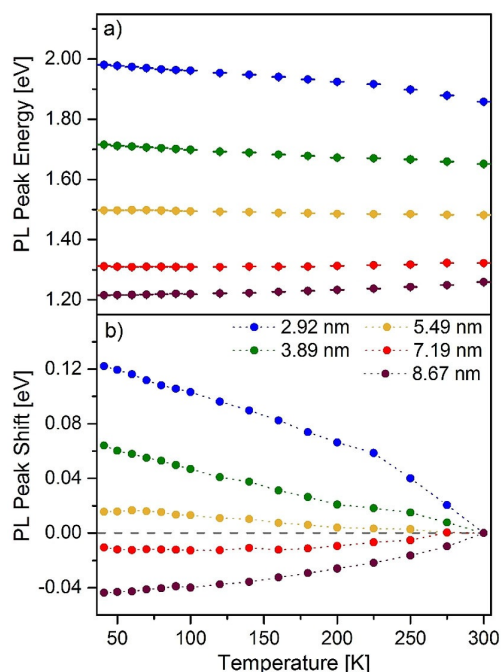 a)
PL Peak Energy [eV]
2.00
1.80
1.60
1.40
1.20
b)
2.92 nm
5.49 nm
3.89 nm
7.19 nm
8.67 nm
PL Peak Shift [eV]
0.12
0.08
0.04
0.00
-0.04
50 100 150 200 250 300
Temperature [K]